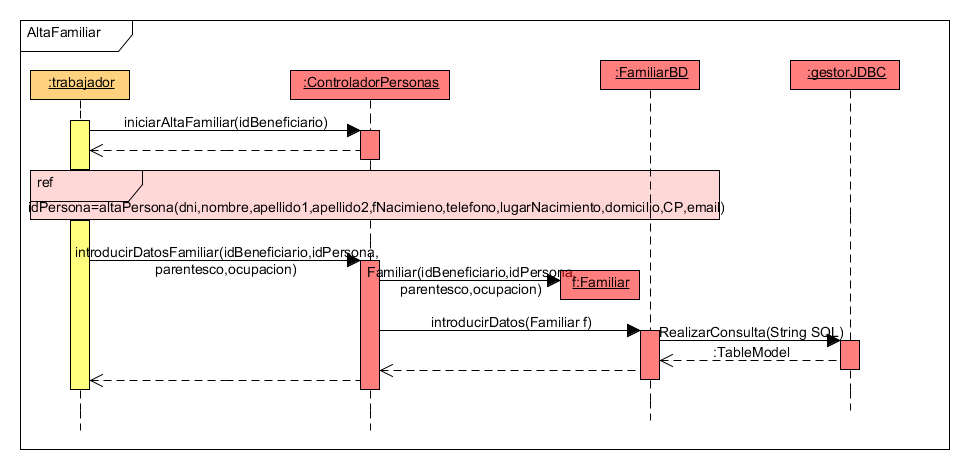 AltaFamiliar
:trabajador
:ControladorPersonas
:FamiliarBD
:gestorJDBC
iniciarAltaFamiliar(idBeneficiario)
ref
idPersona=altaPersona(dni,nombre,apellido1,apellido2,fNacimieno,telefono,lugarNacimiento,domicilio,CP,email)
introducirDatosFamiliar(idBeneficiario,idPersona,
parentesco,ocupacion)
Familiar(idBeneficiario,idPersona,
parentesco,ocupacion)
f:Familiar
introducirDatos(Familiar f)
RealizarConsulta(String SQL)
:TableModel